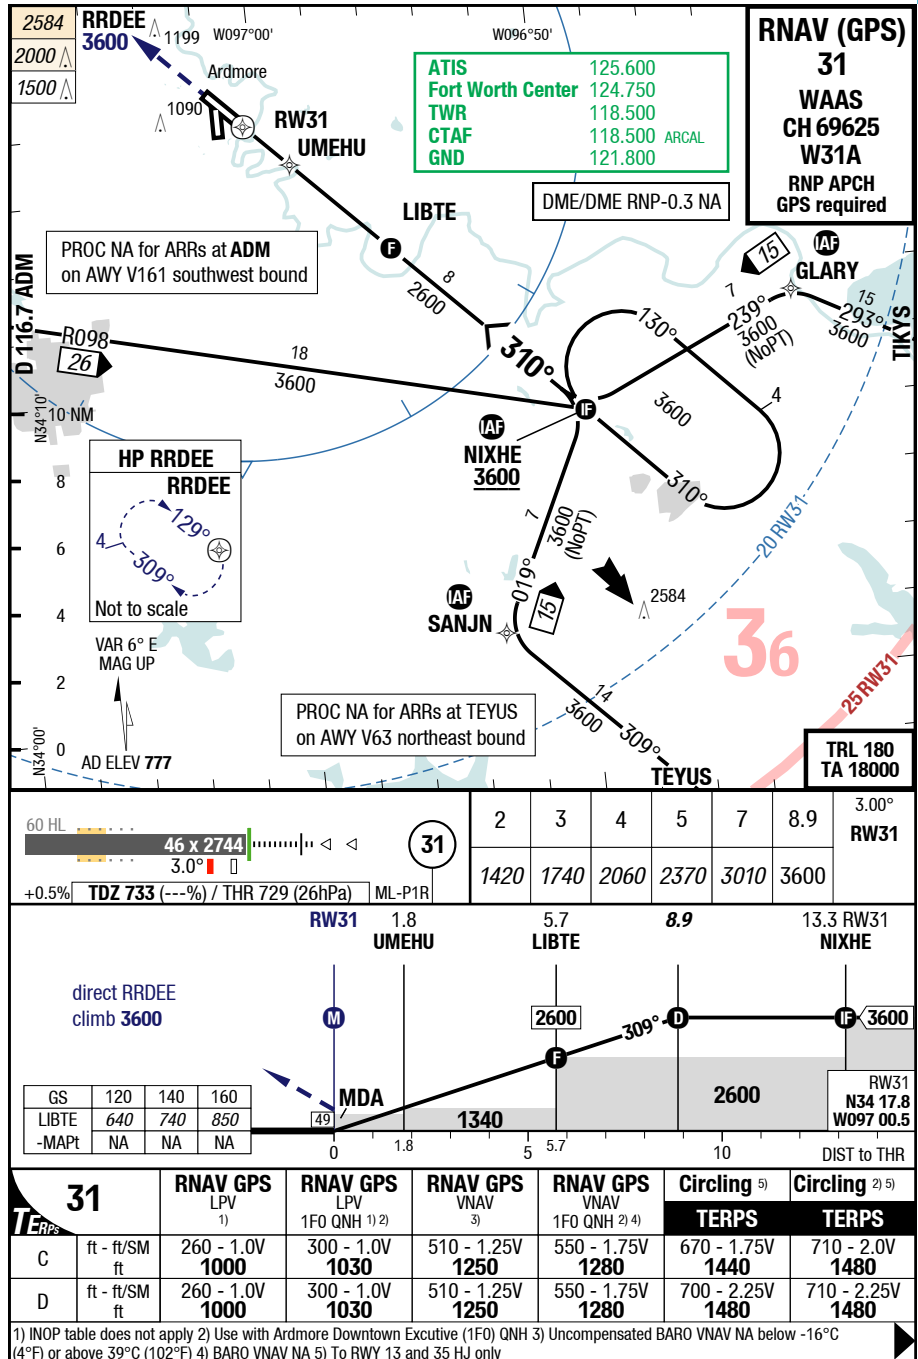 2584
2000
1500
RRDEE
3600
1199
W097°00'
W096°50'
Ardmore
1090
RW31
UMEHU
ATIS 125.600
Fort Worth Center 124.750
TWR 118.500
CTAF 118.500 ARCAL
GND 121.800
RNAV (GPS)
31
WAAS
CH 69625
W31A
RNP APCH
GPS required
DME/DME RNP-0.3 NA
LIBTE
F
PROC NA for ARRs at ADM
on AWY V161 southwest bound
8
2600
IAF
GLARY
15
7
239°
3600
(NoPT)
15
293°
3600
TIKYS
D 116.7 ADM
R098
26
18
3600
310°
130°
4
3600
IF
IAF
NIXHE
3600
310°
N34°10'
10 NM
8
6
4
2
0
N34°00'
HP RRDEE
RRDEE
129°
4
309°
Not to scale
7
3600
(NoPT)
019°
15
IAF
SANJN
2584
20 RW31
36
25 RW31
VAR 6° E
MAG UP
AD ELEV 777
PROC NA for ARRs at TEYUS
on AWY V63 northeast bound
14
3600
309°
TEYUS
TRL 180
TA 18000
60 HL
46 x 2744
3.0°
+0.5%
TDZ 733 (---%) / THR 729 (26hPa)
ML-P1R
31
2 3 4 5 7 8.9 3.00°
RW31
1420 1740 2060 2370 3010 3600
RW31 1.8 5.7 8.9 13.3 RW31
UMEHU LIBTE NIXHE
direct RRDEE
climb 3600
M
2600
309°
D
IF
3600
F
MDA
49
1340
2600
RW31
N34 17.8
W097 00.5
GS 120 140 160
LIBTE 640 740 850
-MAPt NA NA NA
0 1.8 5 5.7 10 DIST to THR
TERPs
31
RNAV GPS RNAV GPS RNAV GPS RNAV GPS Circling 5) Circling 2) 5)
LPV LPV VNAV VNAV TERPS TERPS
1) 1F0 QNH 1) 2) 3) 1F0 QNH 2) 4)
C ft - ft/SM 260 - 1.0V 300 - 1.0V 510 - 1.25V 550 - 1.75V 670 - 1.75V 710 - 2.0V
ft 1000 1030 1250 1280 1440 1480
D ft - ft/SM 260 - 1.0V 300 - 1.0V 510 - 1.25V 550 - 1.75V 700 - 2.25V 710 - 2.25V
ft 1000 1030 1250 1280 1480 1480
1) INOP table does not apply 2) Use with Ardmore Downtown Excutive (1F0) QNH 3) Uncompensated BARO VNAV NA below -16°C
(4°F) or above 39°C (102°F) 4) BARO VNAV NA 5) To RWY 13 and 35 HJ only